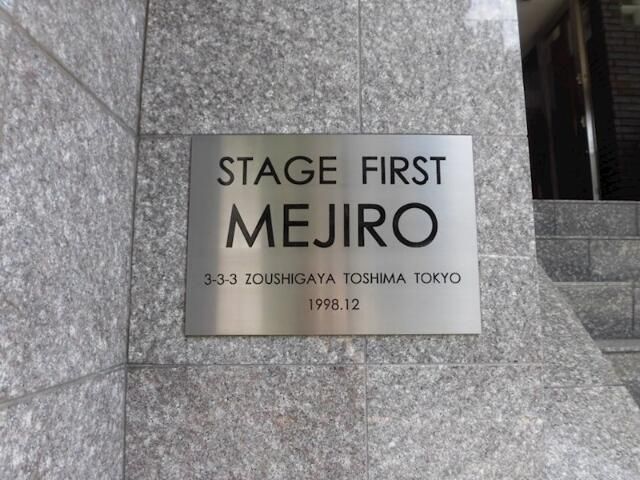 STAGE FIRST
MEJIRO
3-3-3 ZOUSHIGAYA TOSHIMA TOKYO
1998.12